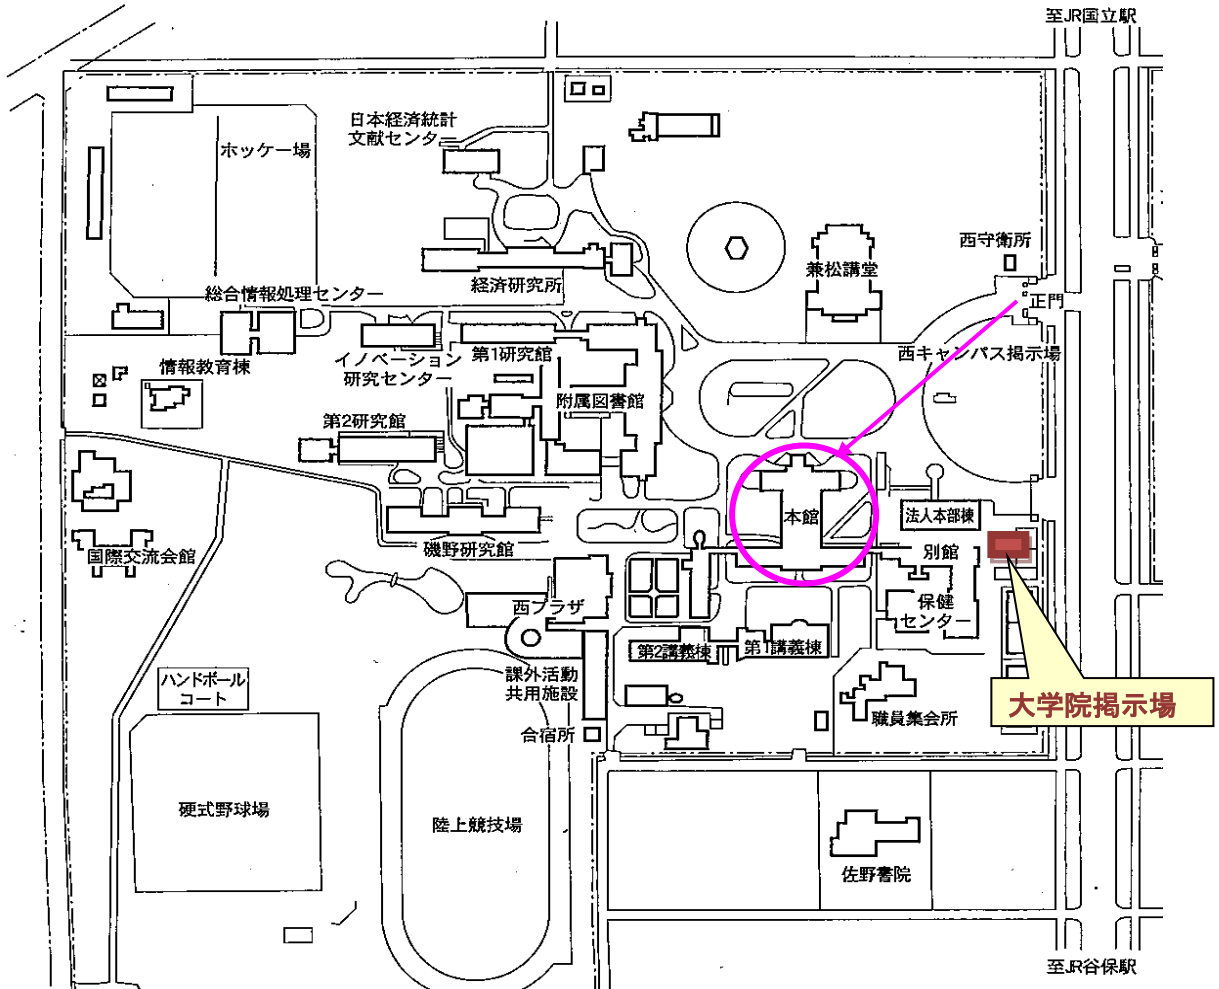 至JR国立駅
日本経済統計
文献センター
ホッケー場
西守衛所
兼松講堂
経済研究所
総合情報処理センター
正門
イノベーション
研究センター
第1研究館
西キャンパス掲示場
情報教育棟
附属図書館
第2研究館
本館
法人本部棟
磯野研究館
国際交流会館
別館
西プラザ
保健
センター
第2講義棟
第1講義棟
課外活動
共用施設
ハンドボール
コート
大学院掲示場
職員集会所
合宿所
硬式野球場
陸上競技場
佐野書院
至JR谷保駅